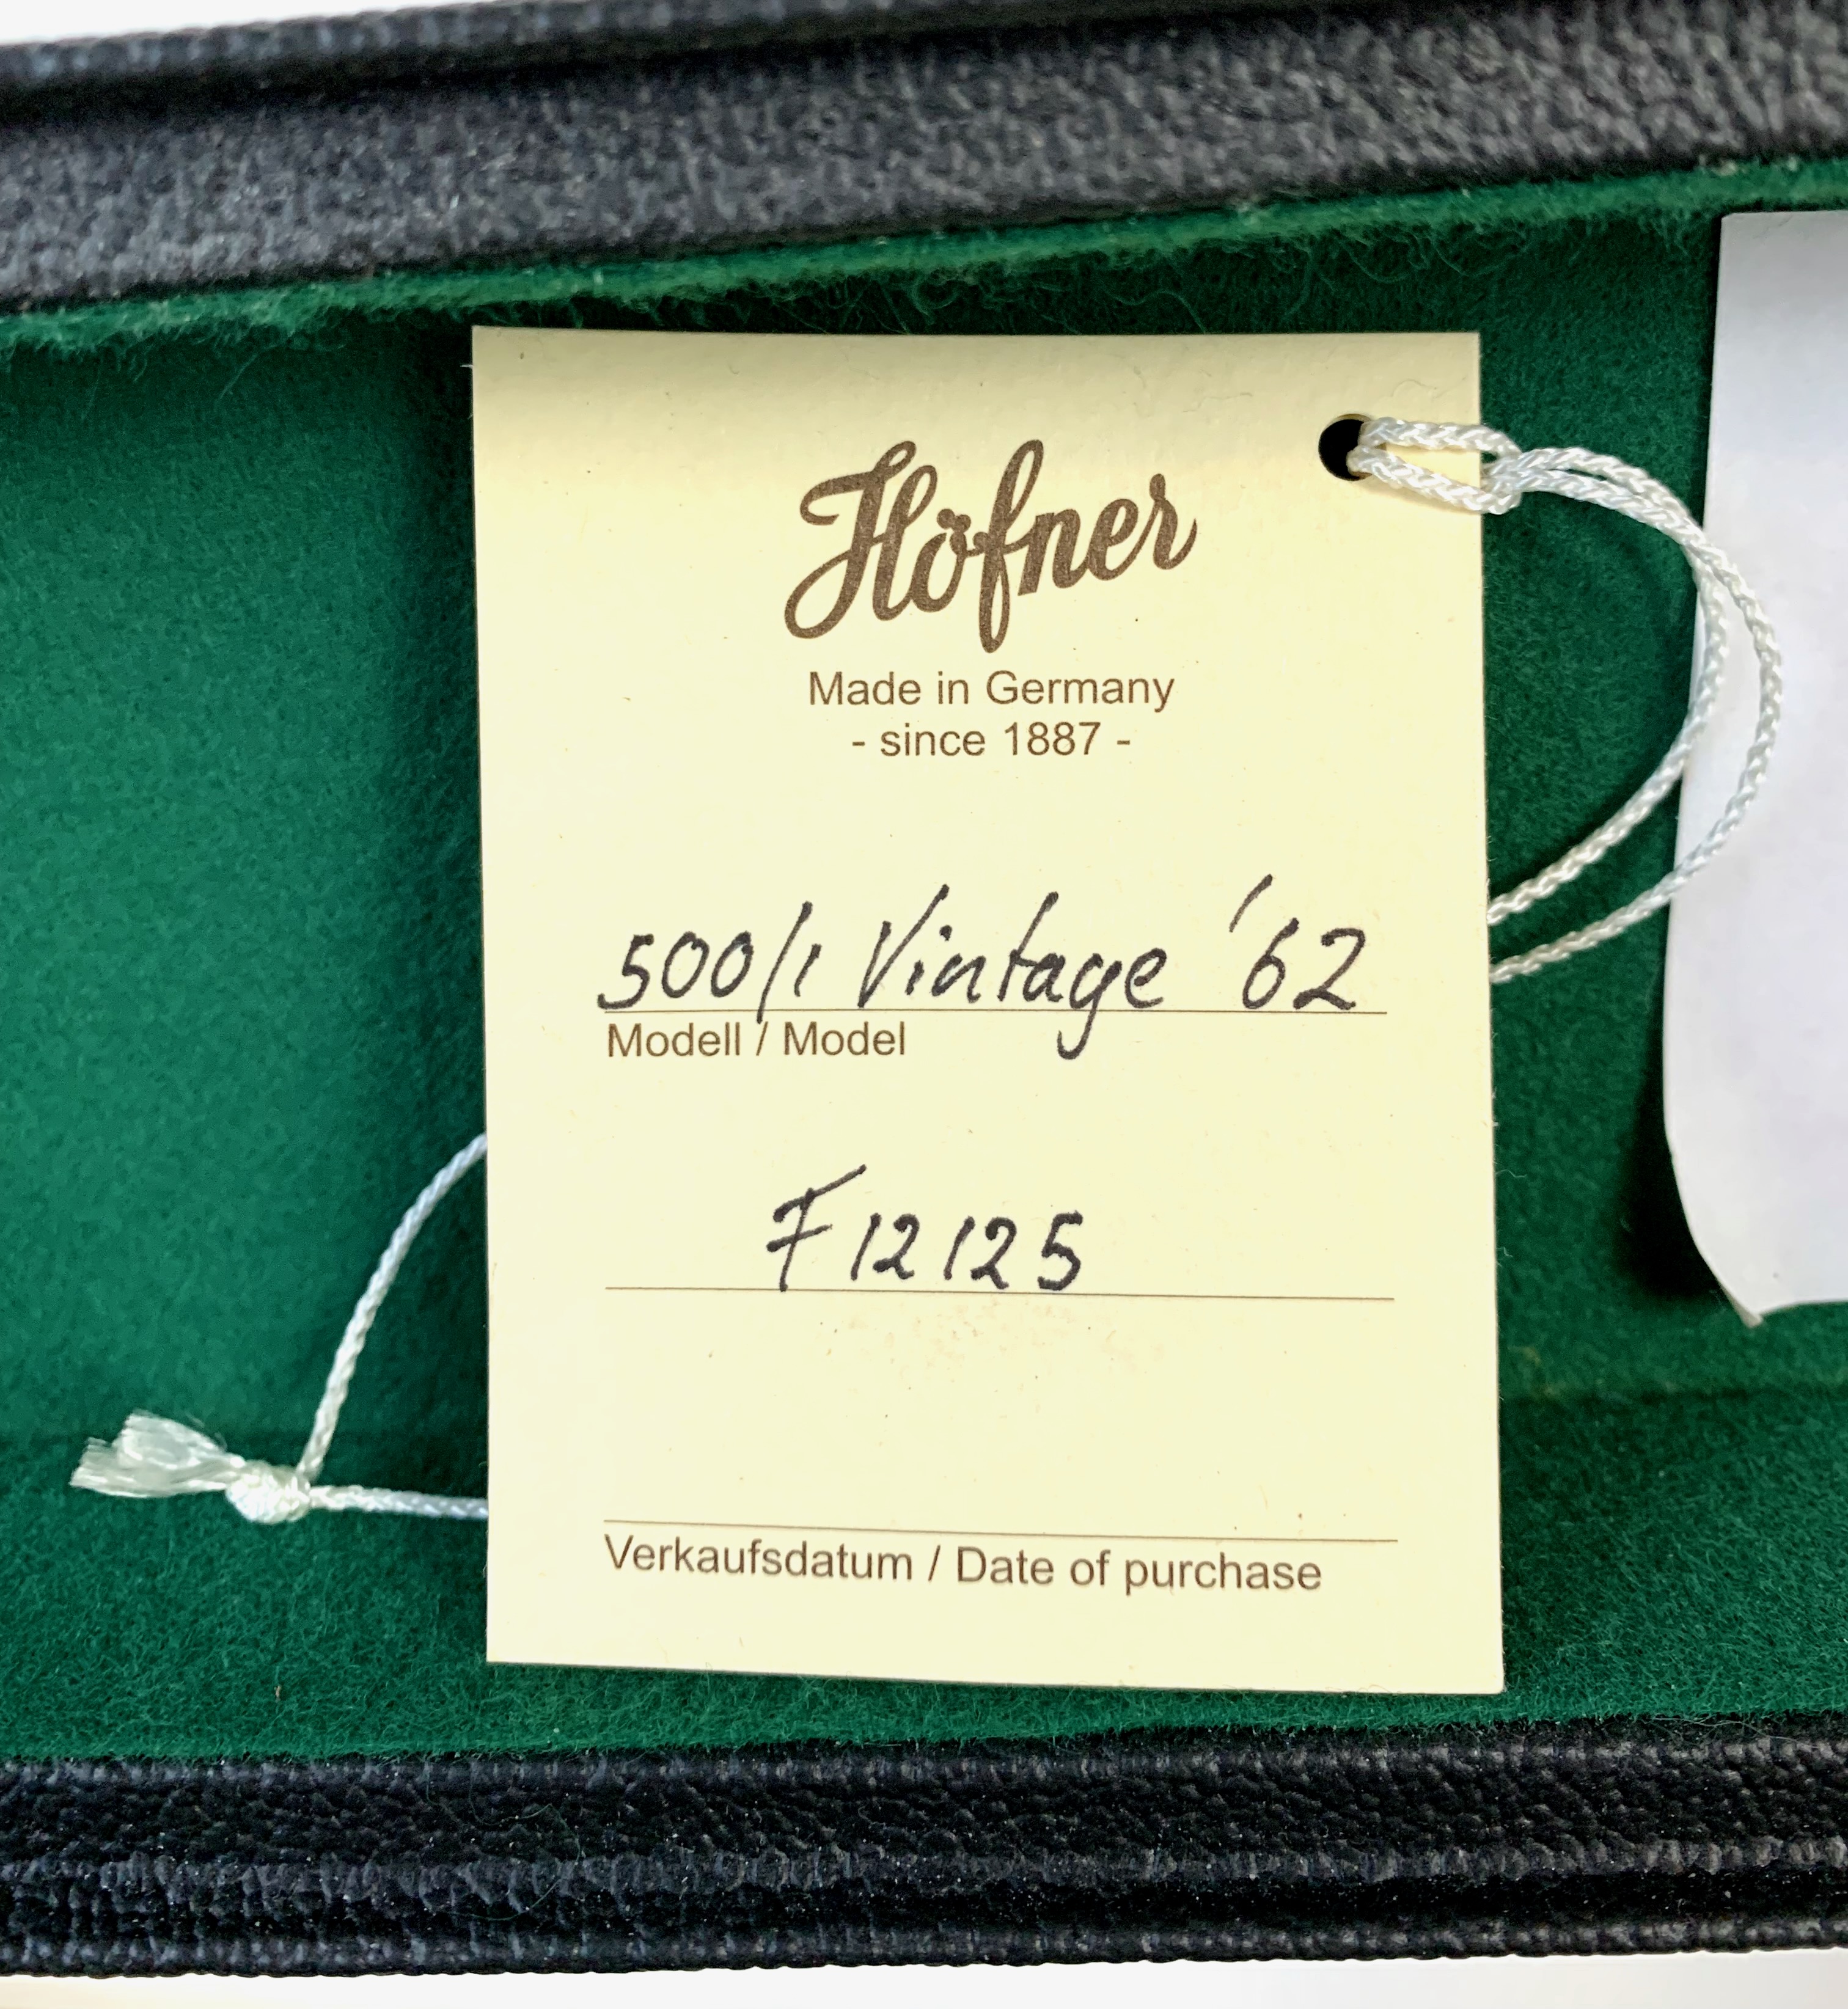 Höfner
Made in Germany
- since 1887 -
500/1 Vintage '62
Modell / Model
F12125
Verkaufsdatum / Date of purchase